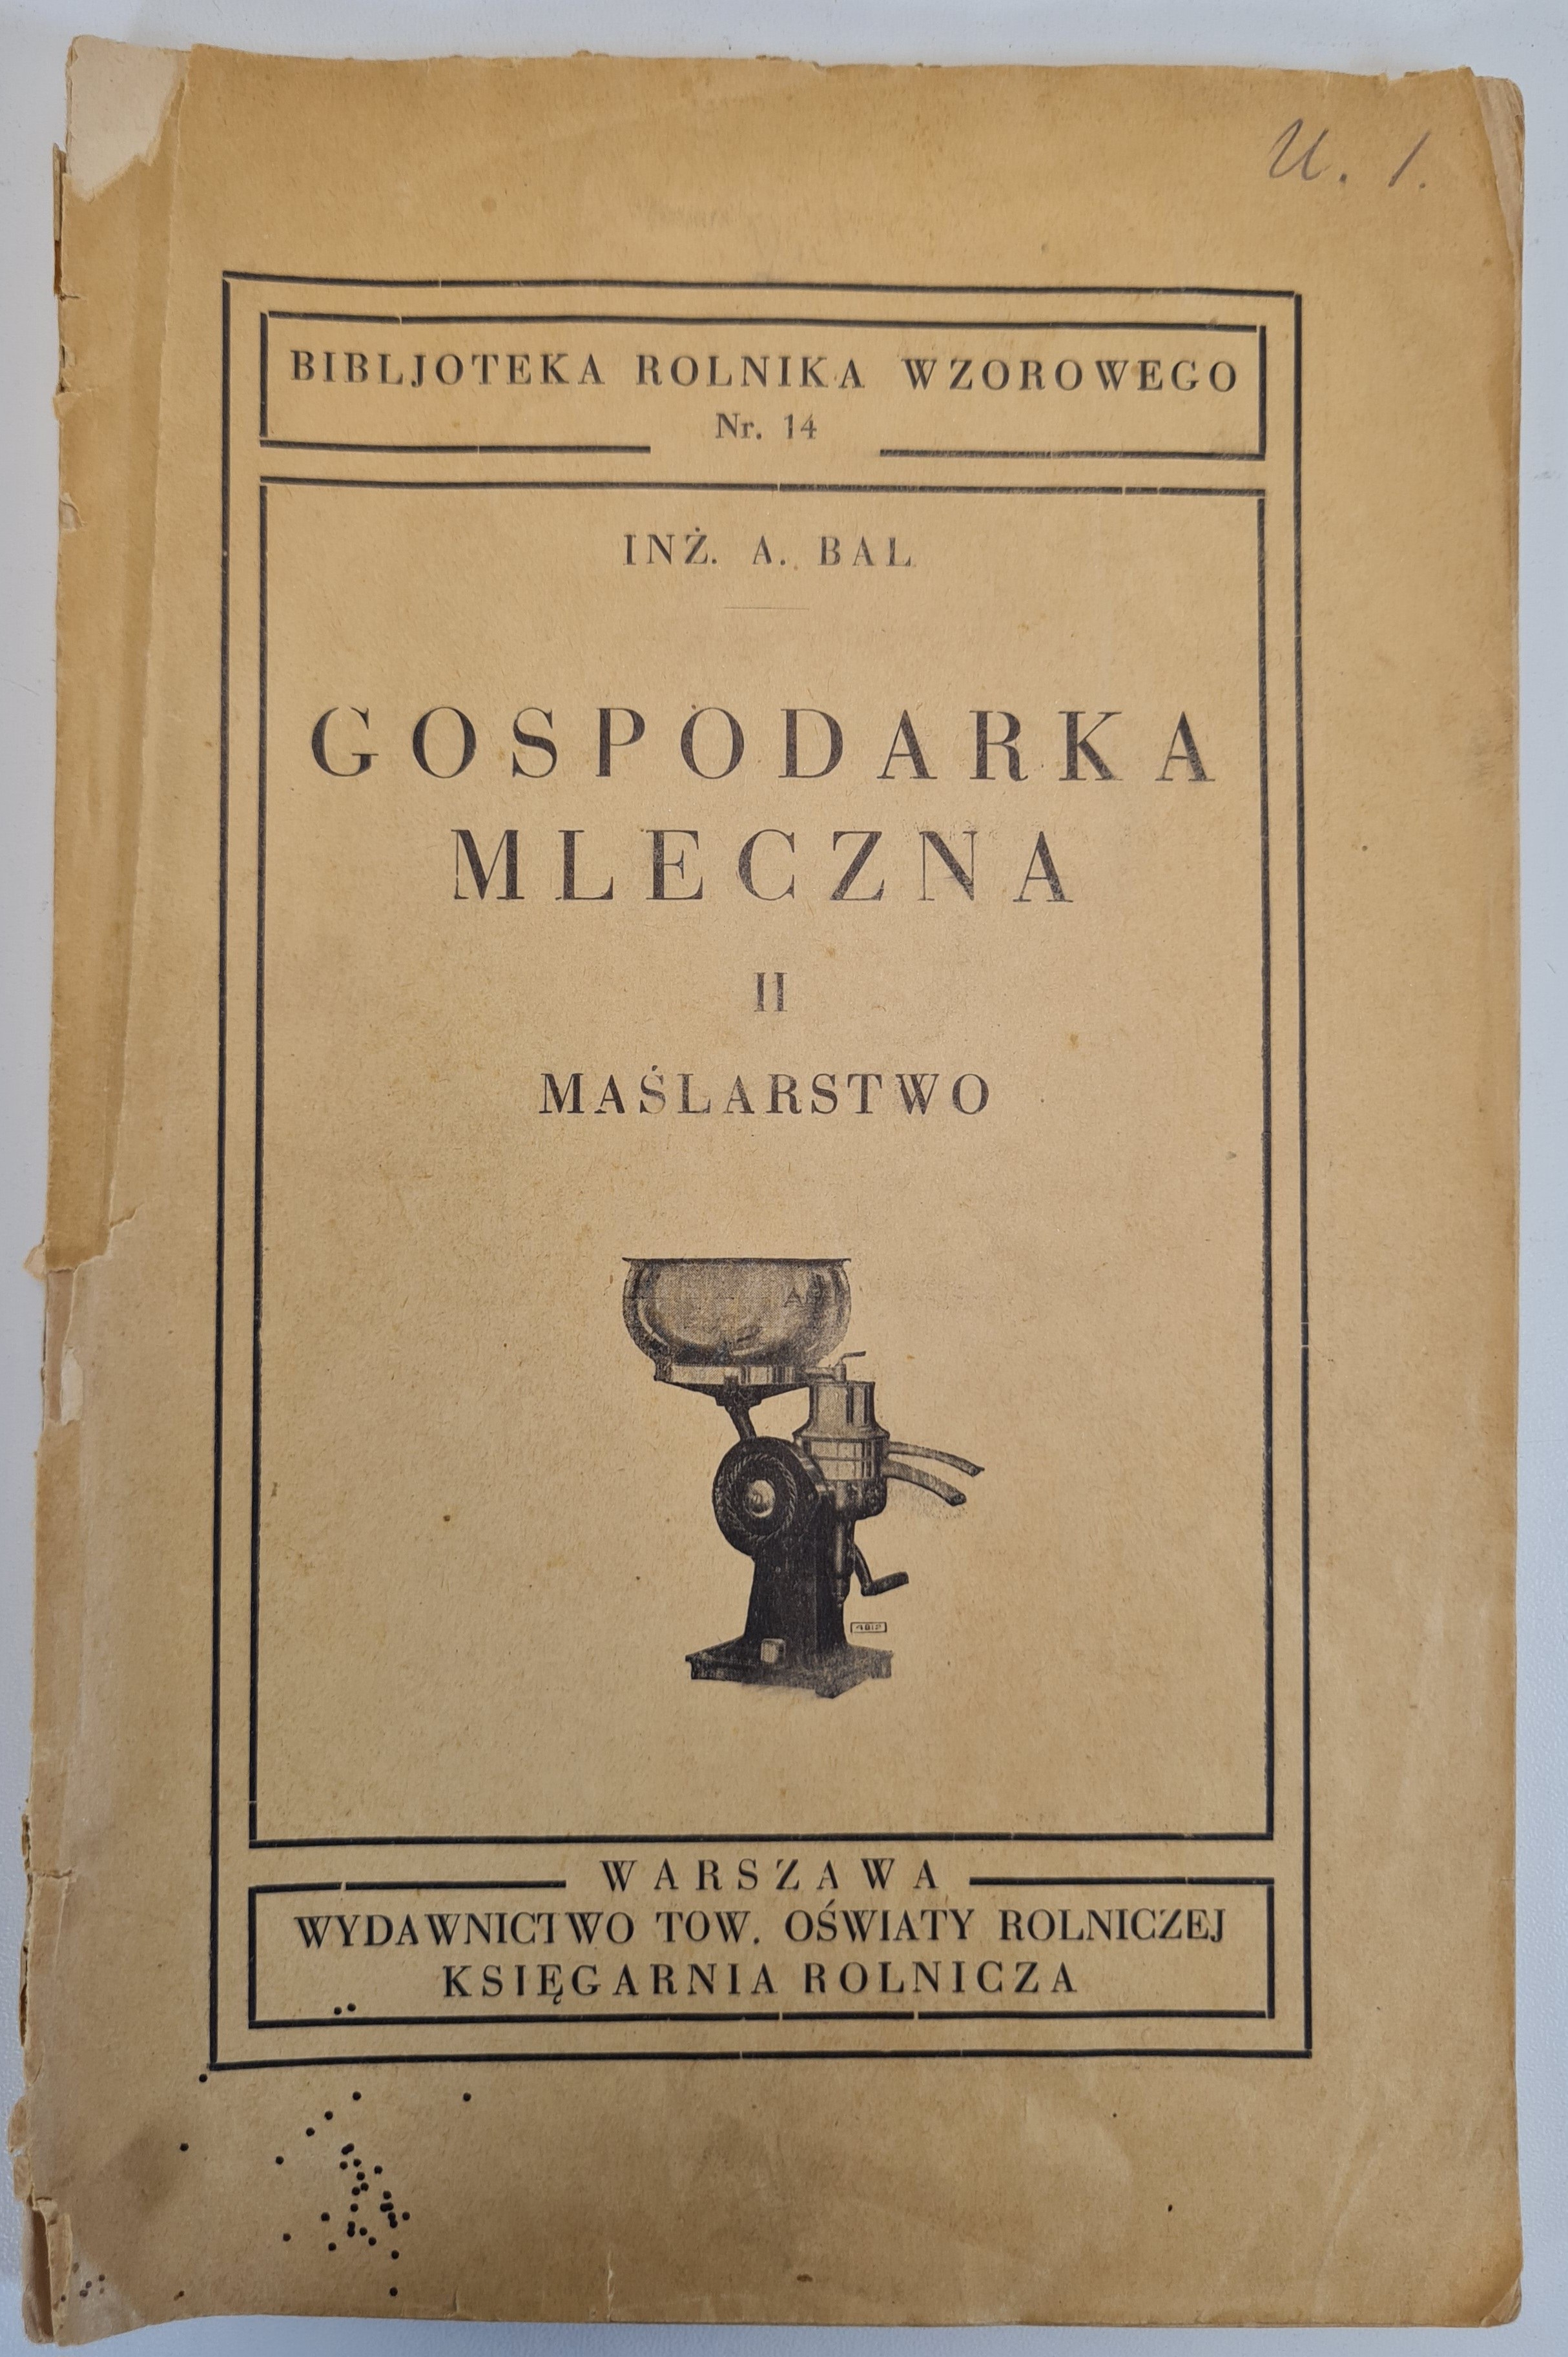 U. 1.
BIBLJOTEKA ROLNIKA WZOROWEGO
Nr. 14
INŻ. A. BAL
GOSPODARKA
MLECZNA
II
MAŚLARSTWO
WARSZAWA
WYDAWNICTWO TOW. OŚWIATY ROLNICZEJ
KSIĘGARNIA ROLNICZA